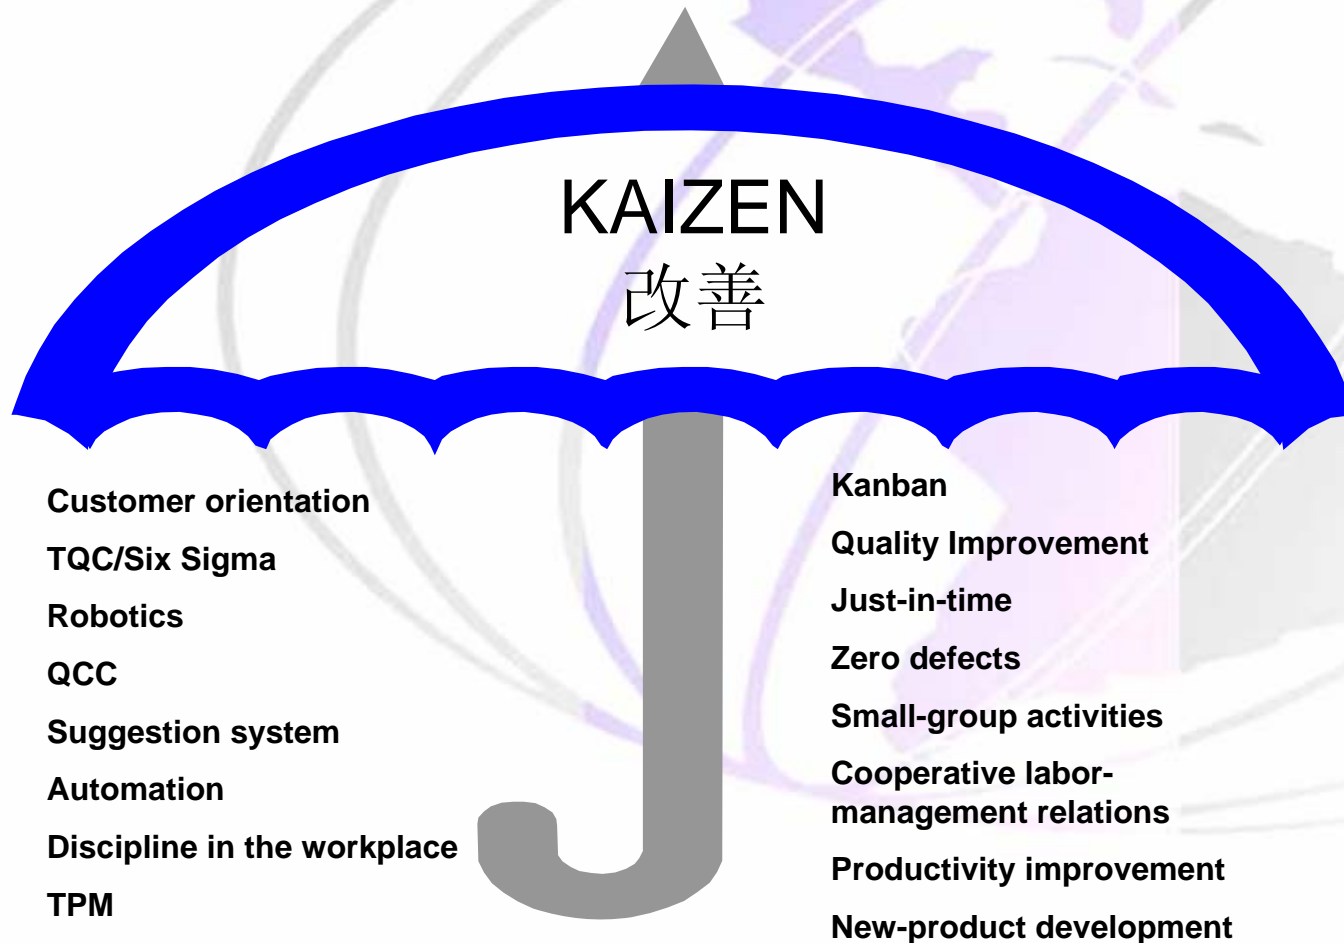 KAIZEN
改善
Customer orientation
TQC/Six Sigma
Robotics
QCC
Suggestion system
Automation
Discipline in the workplace
TPM
Kanban
Quality Improvement
Just-in-time
Zero defects
Small-group activities
Cooperative labor-
management relations
Productivity improvement
New-product development